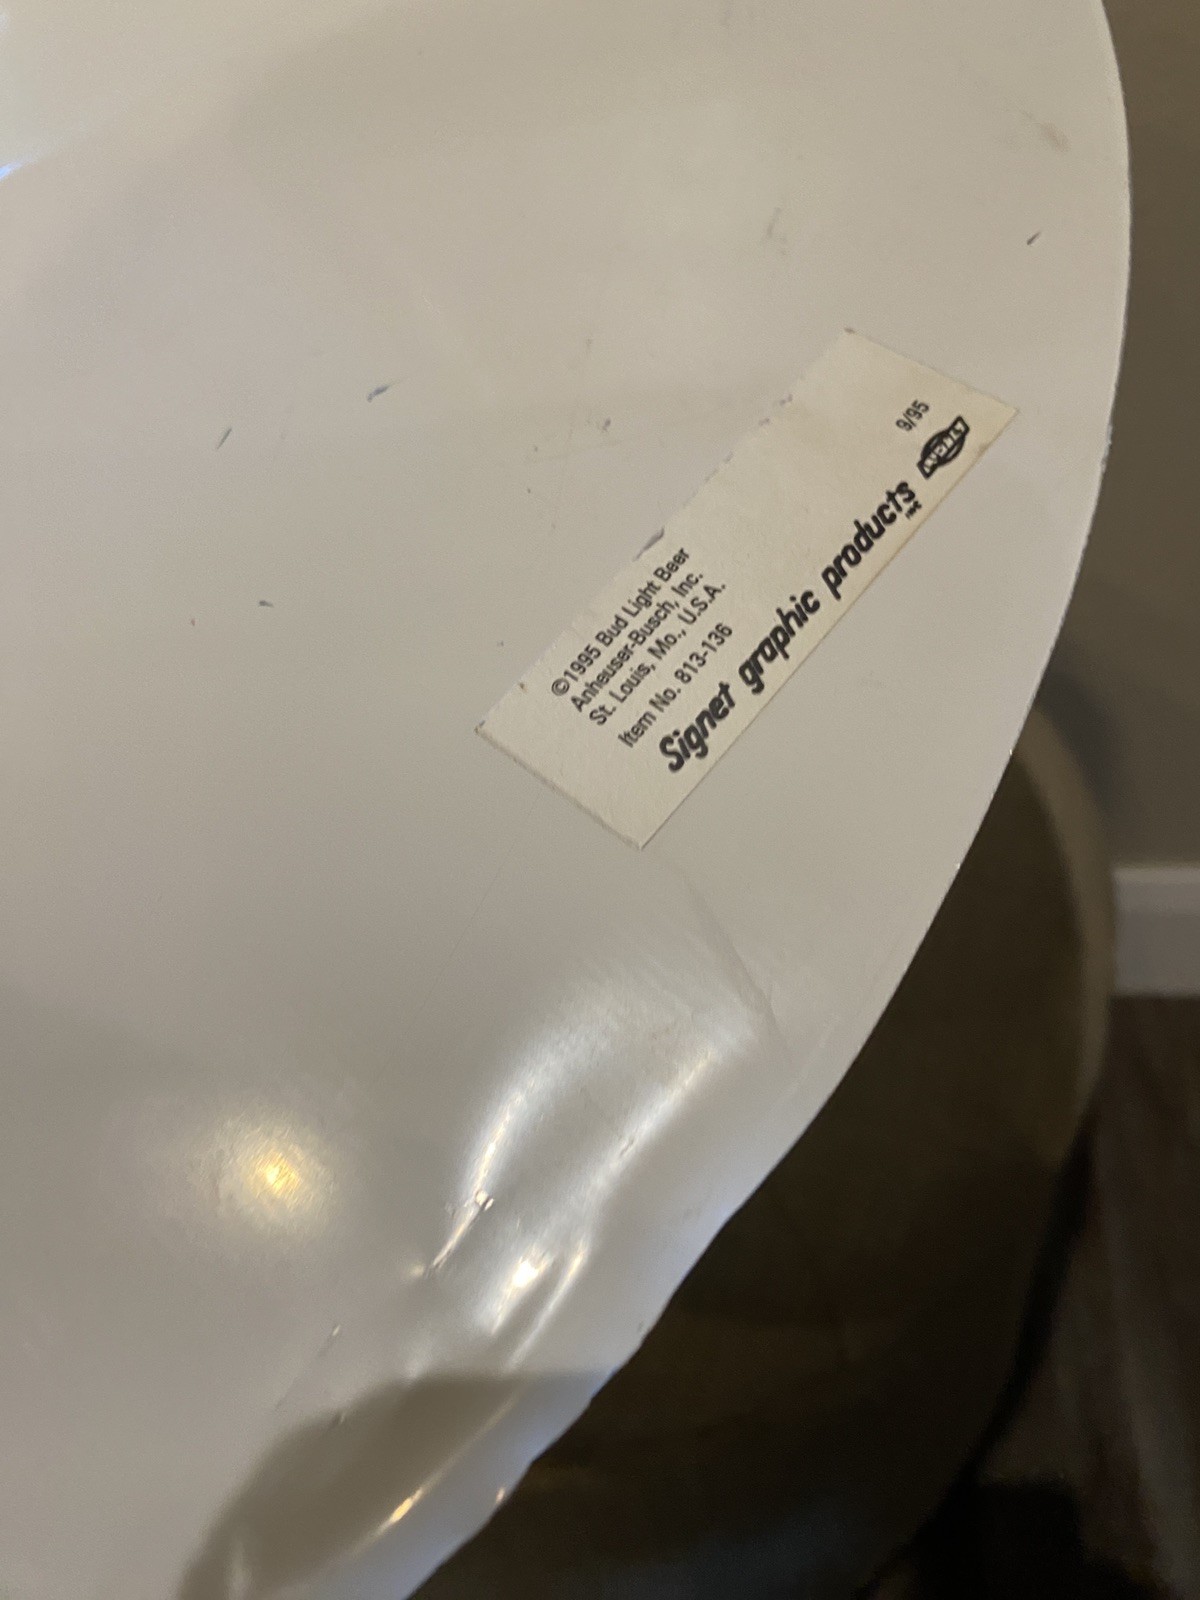 ©1995 Bud Light Beer
Anheuser-Busch, Inc.
St. Louis, Mo., U.S.A.
Item No. 813-136
Signet graphic products
INC
9/95